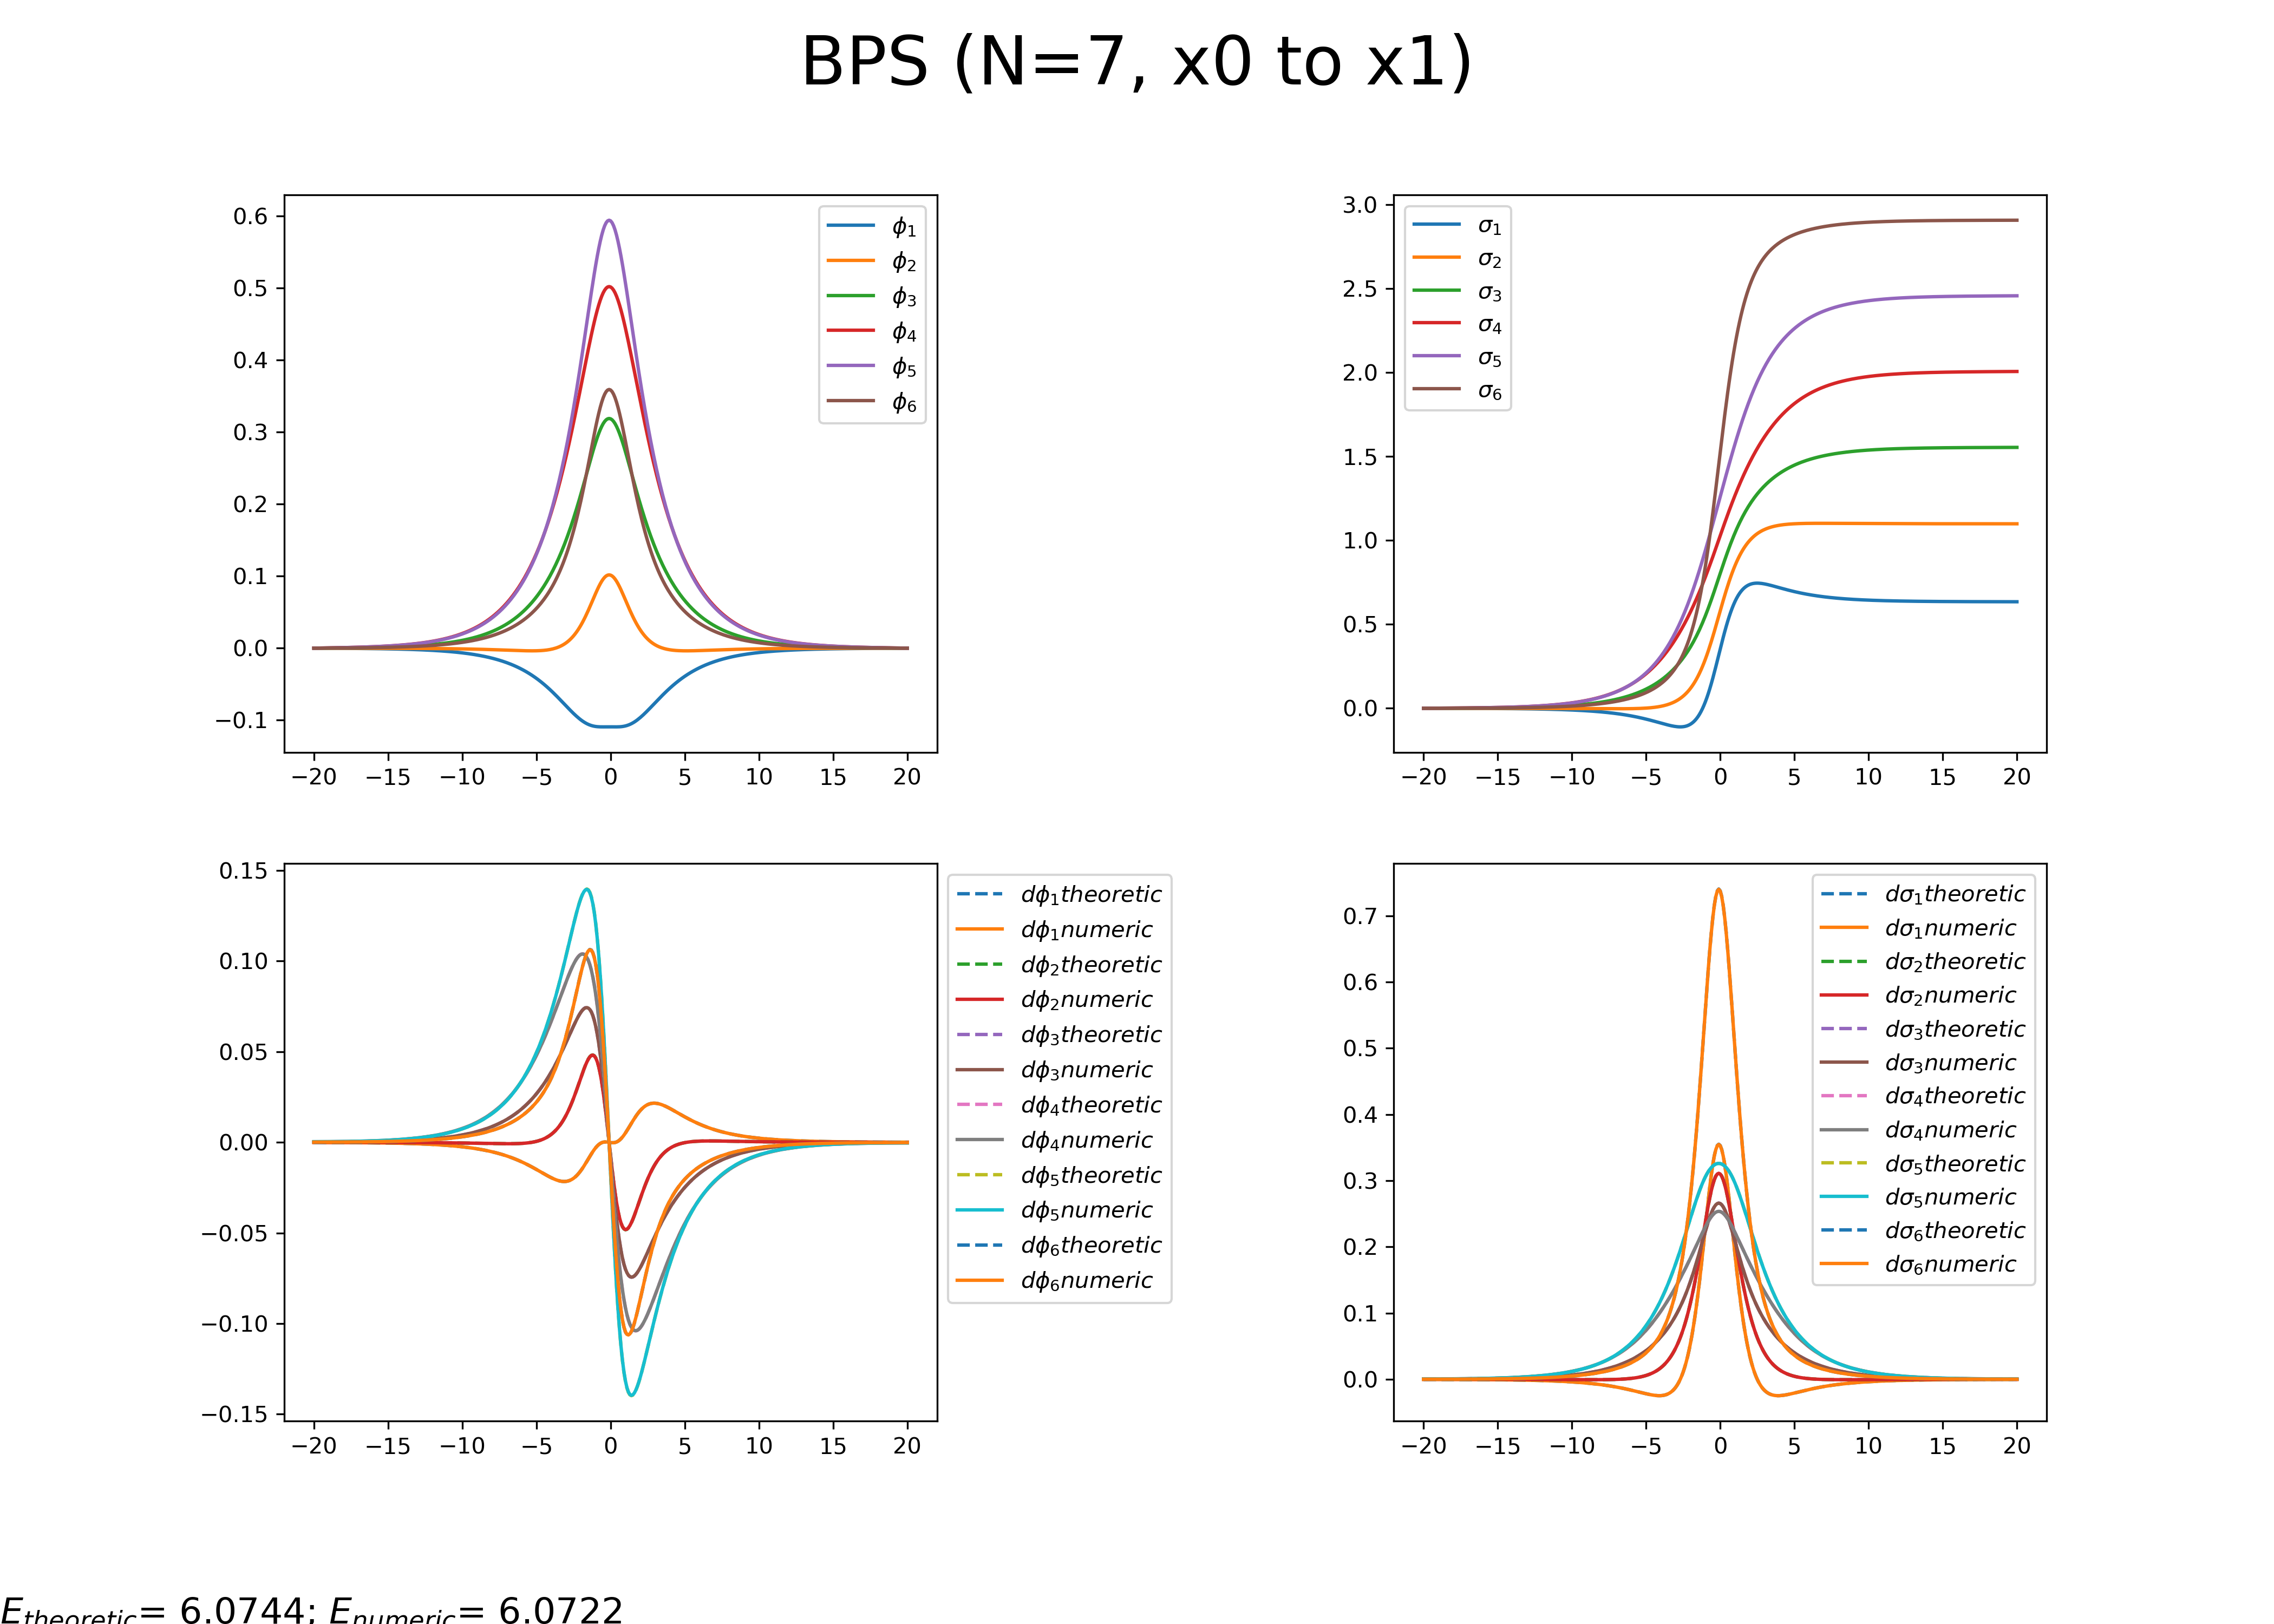 BPS (N=7, x0 to x1)
0.6
0.5
0.4
0.3
0.2
0.1
0.0
−0.1
−20 −15 −10 −5 0 5 10 15 20
ϕ1
ϕ2
ϕ3
ϕ4
ϕ5
ϕ6
3.0
2.5
2.0
1.5
1.0
0.5
0.0
−20 −15 −10 −5 0 5 10 15 20
σ1
σ2
σ3
σ4
σ5
σ6
0.15
0.10
0.05
0.00
−0.05
−0.10
−0.15
−20 −15 −10 −5 0 5 10 15 20
dϕ1theoretic
dϕ1numeric
dϕ2theoretic
dϕ2numeric
dϕ3theoretic
dϕ3numeric
dϕ4theoretic
dϕ4numeric
dϕ5theoretic
dϕ5numeric
dϕ6theoretic
dϕ6numeric
0.7
0.6
0.5
0.4
0.3
0.2
0.1
0.0
−20 −15 −10 −5 0 5 10 15 20
dσ1theoretic
dσ1numeric
dσ2theoretic
dσ2numeric
dσ3theoretic
dσ3numeric
dσ4theoretic
dσ4numeric
dσ5theoretic
dσ5numeric
dσ6theoretic
dσ6numeric
Etheoretic= 6.0744; Enumeric= 6.0722